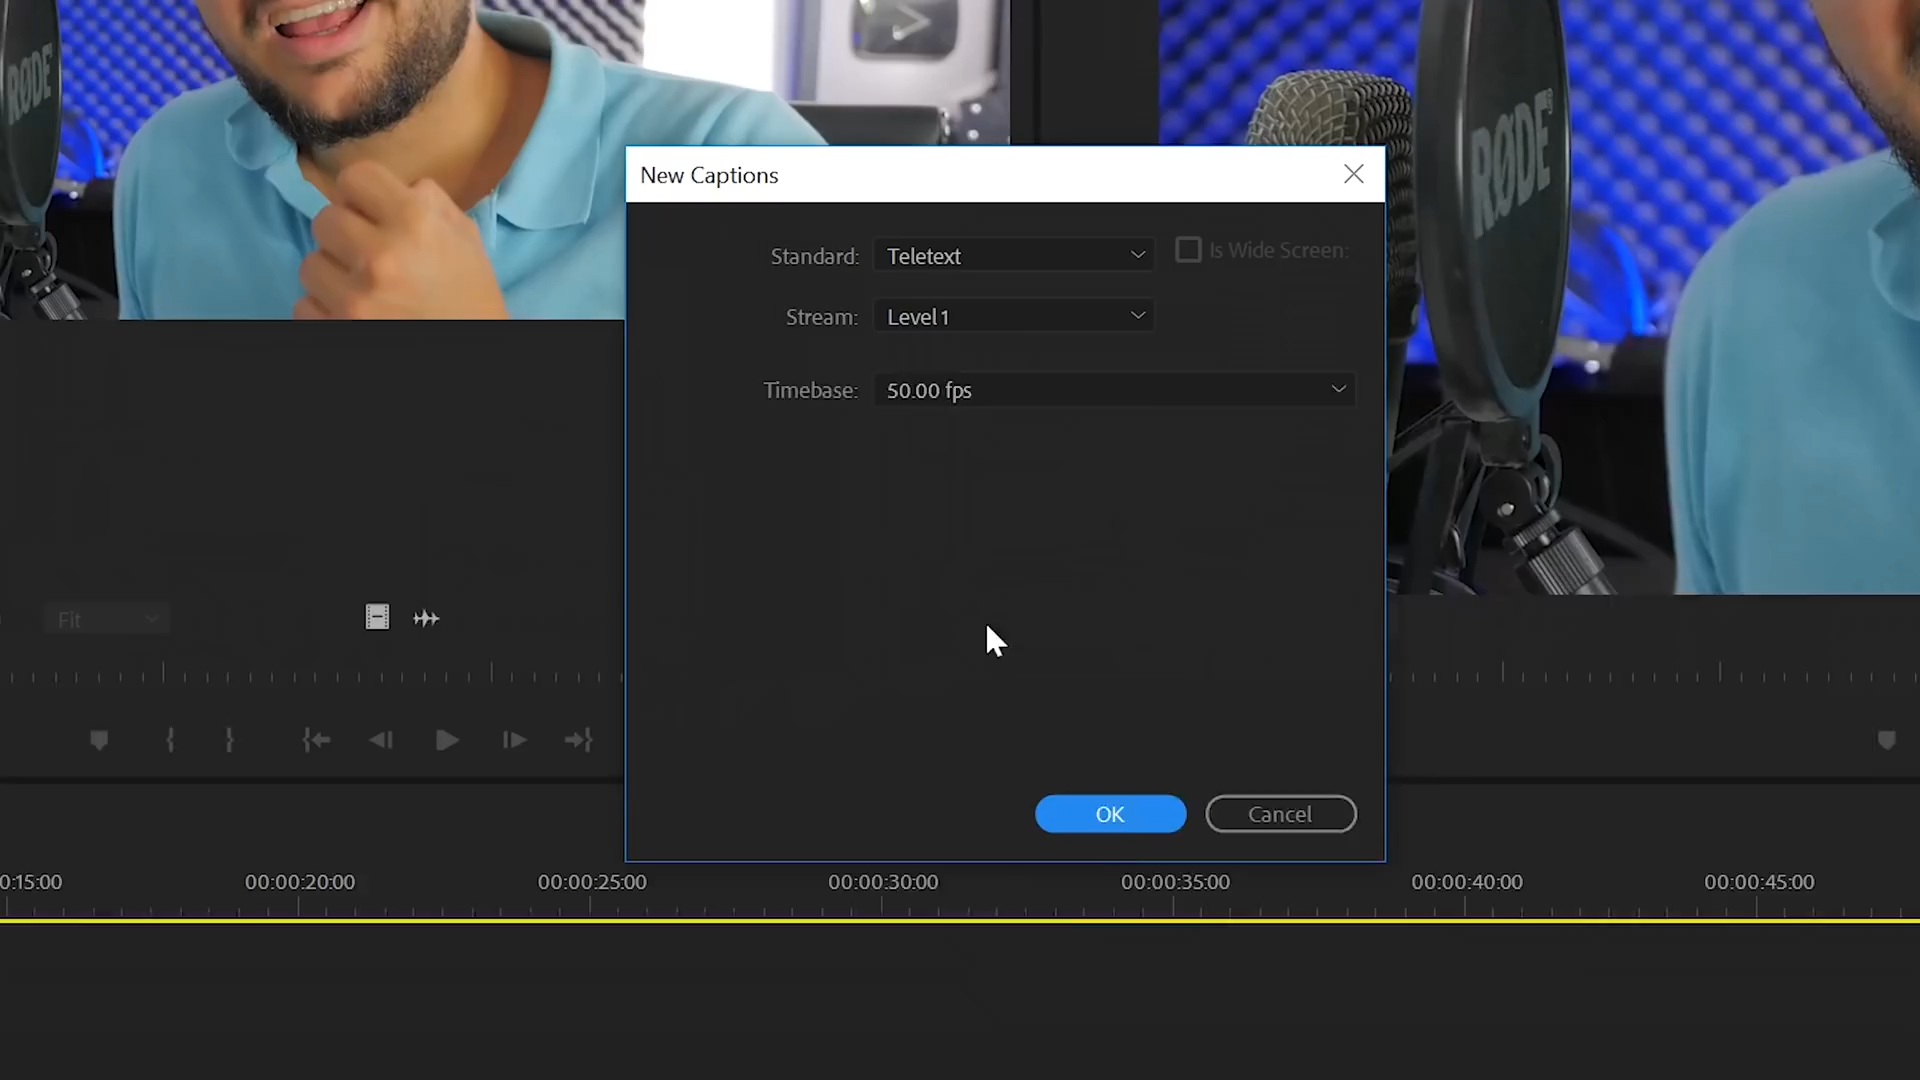 RØDE
RØDE
New Captions
Standard: Teletext Is Wide Screen:
Stream: Level 1
Timebase: 50.00 fps
Fit
OK Cancel
0:15:00 00:00:20:00 00:00:25:00 00:00:30:00 00:00:35:00 00:00:40:00 00:00:45:00